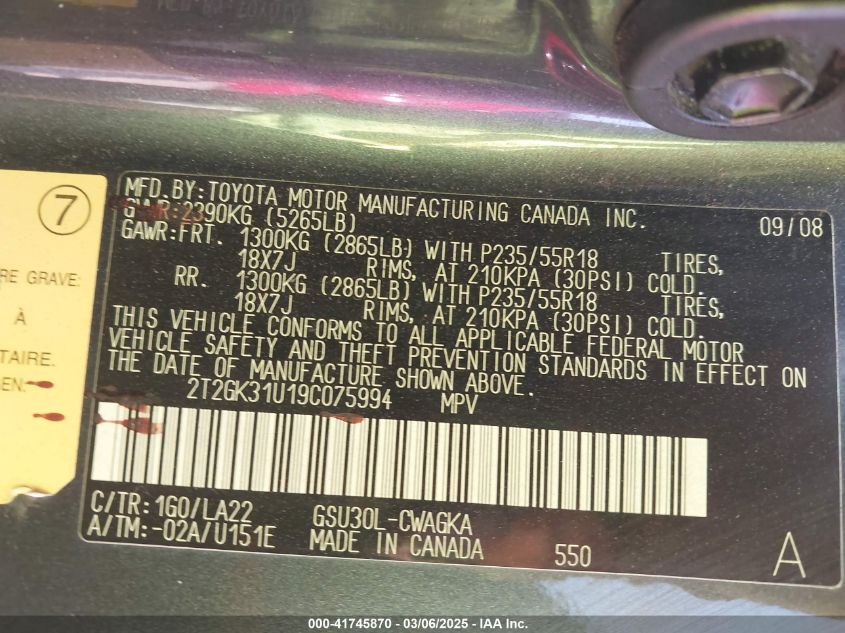 7
RE GRAVE:
À
TAIRE.
EN:
MFD.BY:TOYOTA MOTOR MANUFACTURING CANADA INC. 09/08
GVWR:2390KG (5265LB)
GAWR:FRT. 1300KG (2865LB) WITH P235/55R18 TIRES,
18X7J RIMS, AT 210KPA (30PSI) COLD.
RR. 1300KG (2865LB) WITH P235/55R18 TIRES,
18X7J RIMS, AT 210KPA (30PSI) COLD.
THIS VEHICLE CONFORMS TO ALL APPLICABLE FEDERAL MOTOR
VEHICLE SAFETY AND THEFT PREVENTION STANDARDS IN EFFECT ON
THE DATE OF MANUFACTURE SHOWN ABOVE.
2T2GK31U19C075994 MPV
C/TR:1G0/LA22 GSU30L-CWAGKA
A/TM:-02A/U151E MADE IN CANADA 550 A
000-41745870 - 03/06/2025 - IAA Inc.